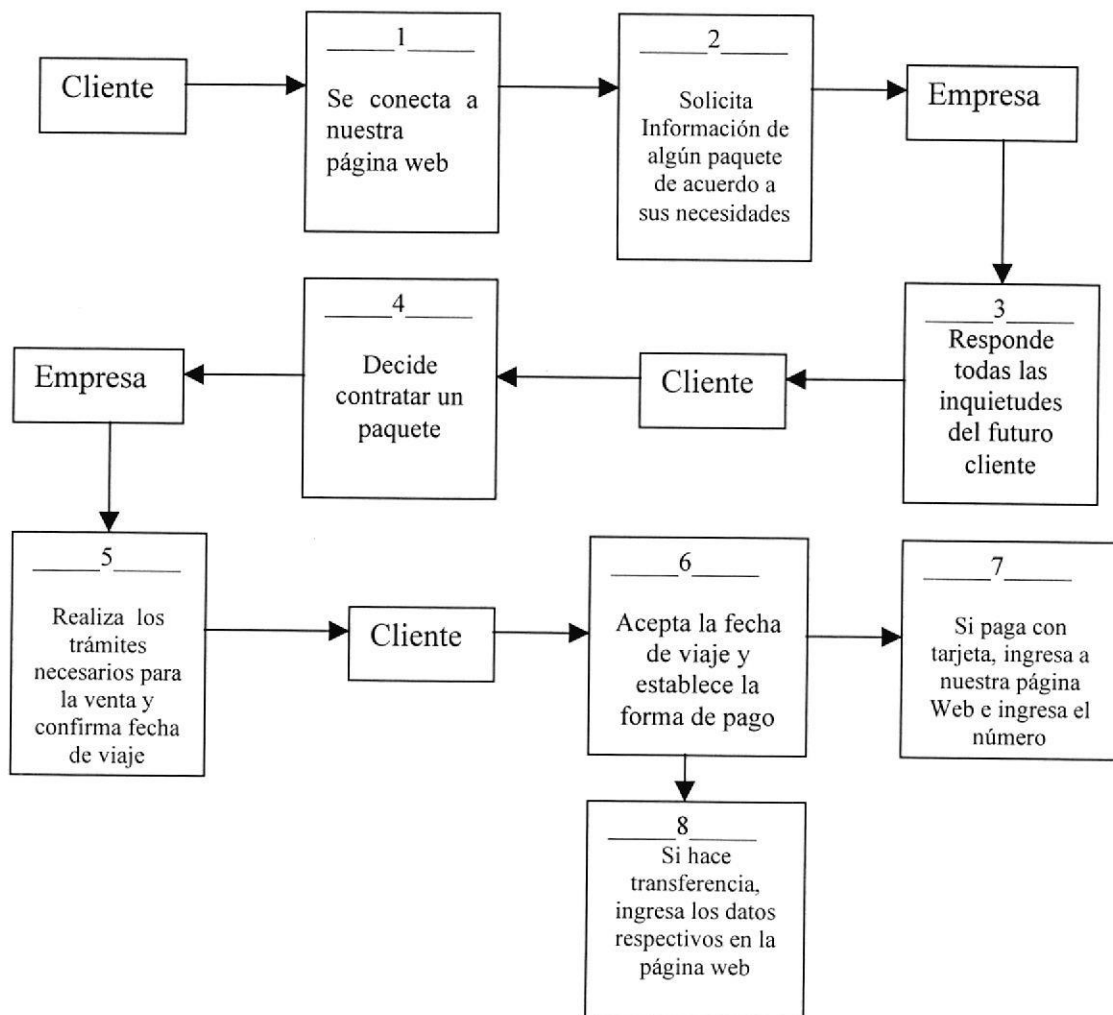 Cliente
1
Se conecta a
nuestra
página web
2
Solicita
Información de
algún paquete
de acuerdo a
sus necesidades
Empresa
3
Responde
todas las
inquietudes
del futuro
cliente
Cliente
4
Decide
contratar un
paquete
Empresa
5
Realiza los
trámites
necesarios para
la venta y
confirma fecha
de viaje
Cliente
6
Acepta la fecha
de viaje y
establece la
forma de pago
7
Si paga con
tarjeta, ingresa a
nuestra página
Web e ingresa el
número
8
Si hace
transferencia,
ingresa los datos
respectivos en la
página web